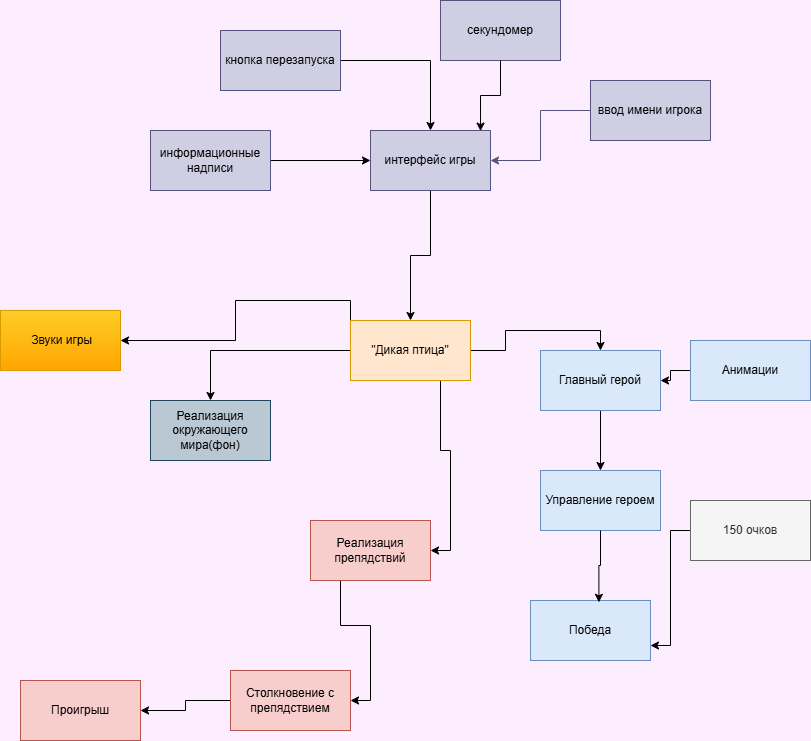 секундомер
кнопка перезапуска
ввод имени игрока
информационные
надписи
интерфейс игры
Звуки игры
"Дикая птица"
Главный герой
Анимации
Реализация
окружающего
мира(фон)
Управление героем
150 очков
Реализация
препядствий
Победа
Столкновение с
препядствием
Проигрыш